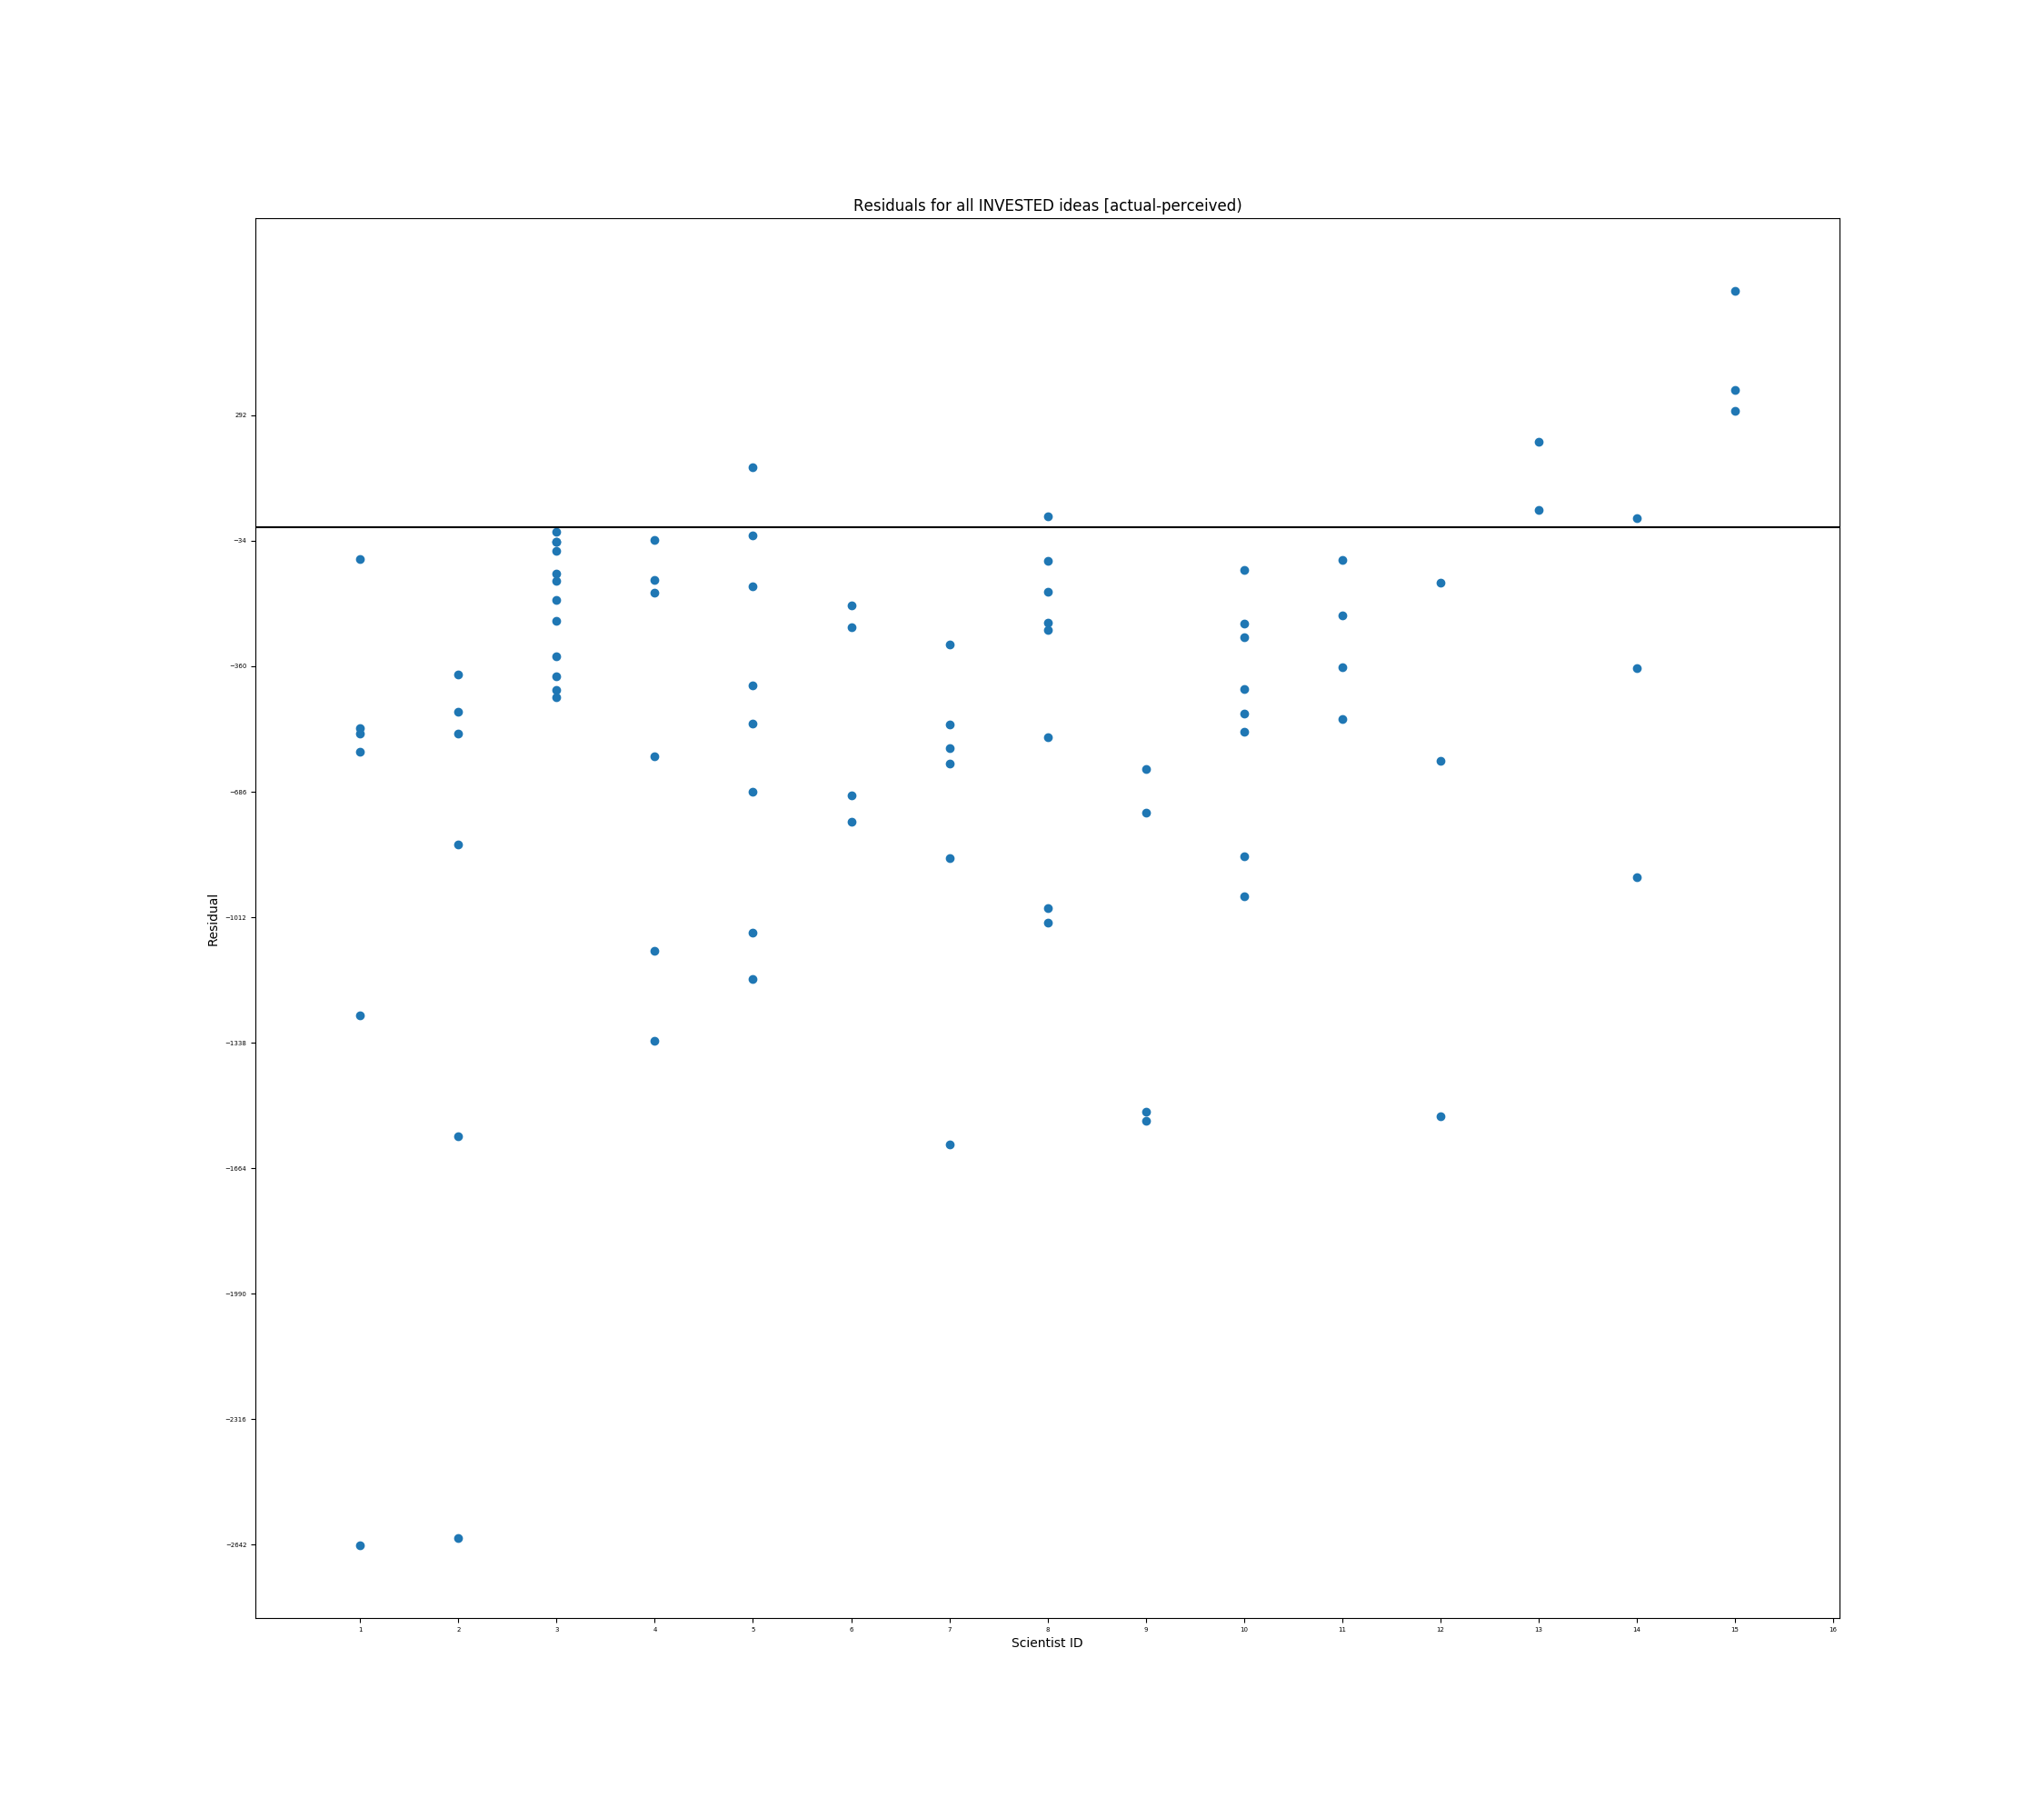 Residuals for all INVESTED ideas [actual-perceived)
292
−34
−360
−686
−1012
−1338
−1664
−1990
−2316
−2642
Residual
1 2 3 4 5 6 7 8 9 10 11 12 13 14 15 16
Scientist ID